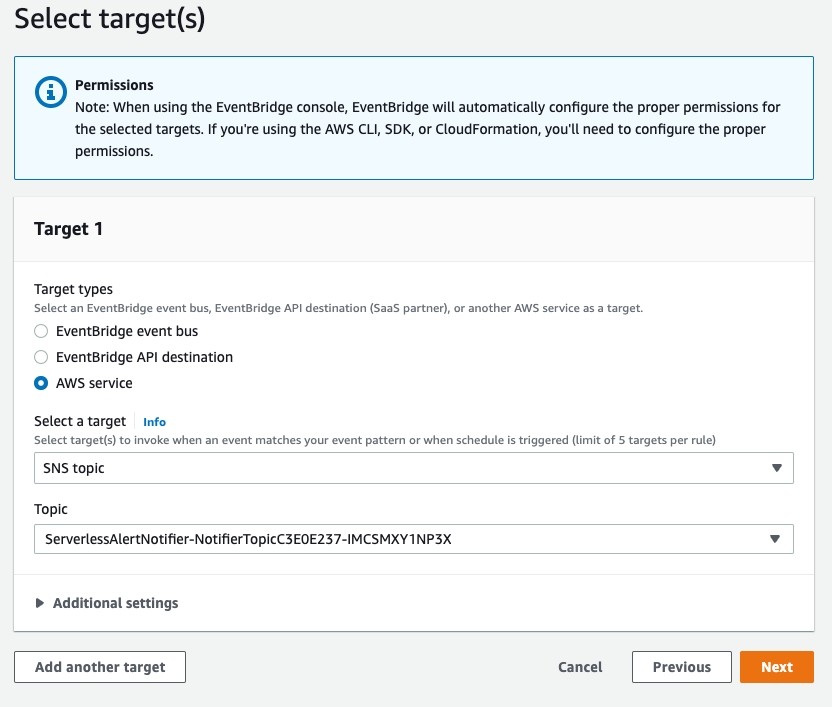 Select target(s)
Permissions
Note: When using the EventBridge console, EventBridge will automatically configure the proper permissions for
the selected targets. If you're using the AWS CLI, SDK, or CloudFormation, you'll need to configure the proper
permissions.
Target 1
Target types
Select an EventBridge event bus, EventBridge API destination (SaaS partner), or another AWS service as a target.
EventBridge event bus
EventBridge API destination
AWS service
Select a target Info
Select target(s) to invoke when an event matches your event pattern or when schedule is triggered (limit of 5 targets per rule)
SNS topic
Topic
ServerlessAlertNotifier-NotifierTopicC3E0E237-IMCSMXY1NP3X
Additional settings
Add another target Cancel Previous Next